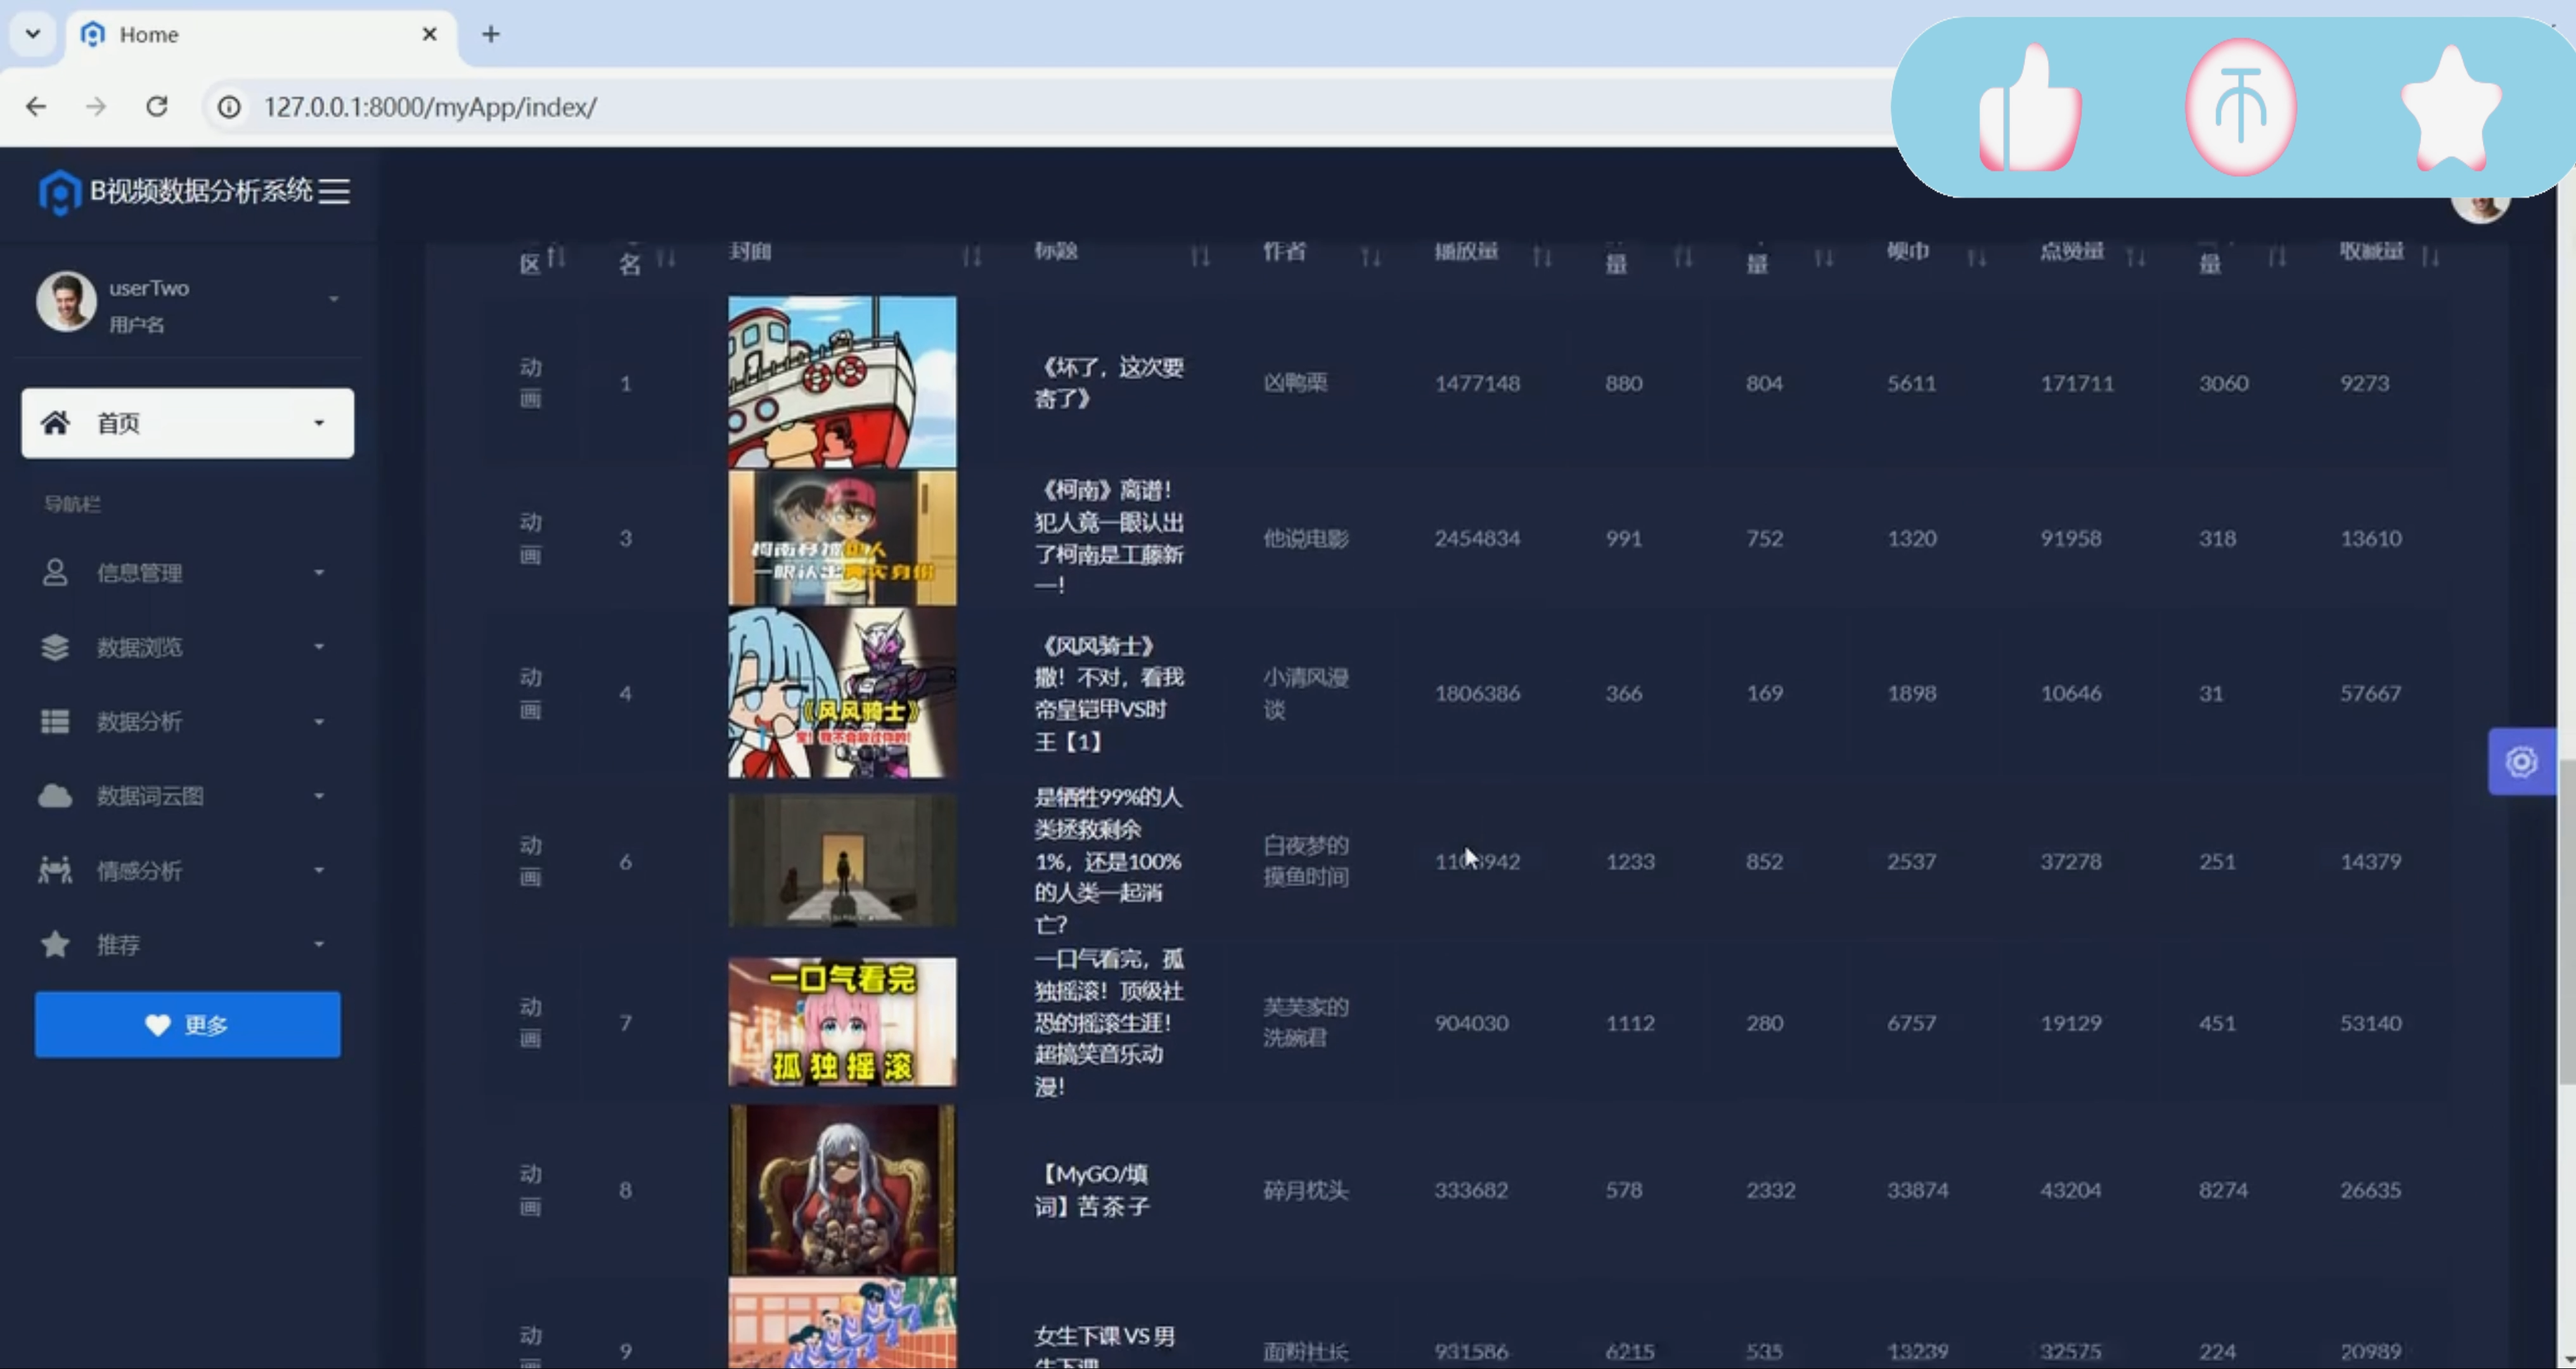 Home
127.0.0.1:8000/myApp/index/
B视频数据分析系统
userTwo
用户名
首页
导航栏
信息管理
数据浏览
数据分析
数据词云图
情感分析
推荐
更多
区 名 封面 标题 作者 播放量 量 量 硬币 点赞量 量 收藏量
动
画
1
《坏了，这次要
寄了》
凶鸭栗
1477148 880 804 5611 171711 3060 9273
动
画
3
一眼认出真实身份
《柯南》离谱！
犯人竟一眼认出
了柯南是工藤新
一！
他说电影
2454834 991 752 1320 91958 318 13610
动
画
4
《风风骑士》
《风风骑士》
撒！不对，看我
帝皇铠甲VS时
王【1】
小清风漫
谈
1806386 366 169 1898 10646 31 57667
动
画
6
是牺牲99%的人
类拯救剩余
1%，还是100%
的人类一起消
亡？
白夜梦的
摸鱼时间
1233 852 2537 37278 251 14379
动
画
7
一口气看完
孤独摇滚
一口气看完，孤
独摇滚！顶级社
恐的摇滚生涯！
超搞笑音乐动
漫！
芙芙家的
洗碗君
904030 1112 280 6757 19129 451 53140
动
画
8
【MyGO/填
词】苦茶子
碎月枕头
333682 578 2332 33874 43204 8274 26635
动
9
女生下课 VS 男
生下课
面粉社长
931586 6215 535 13239 32575 224 20989